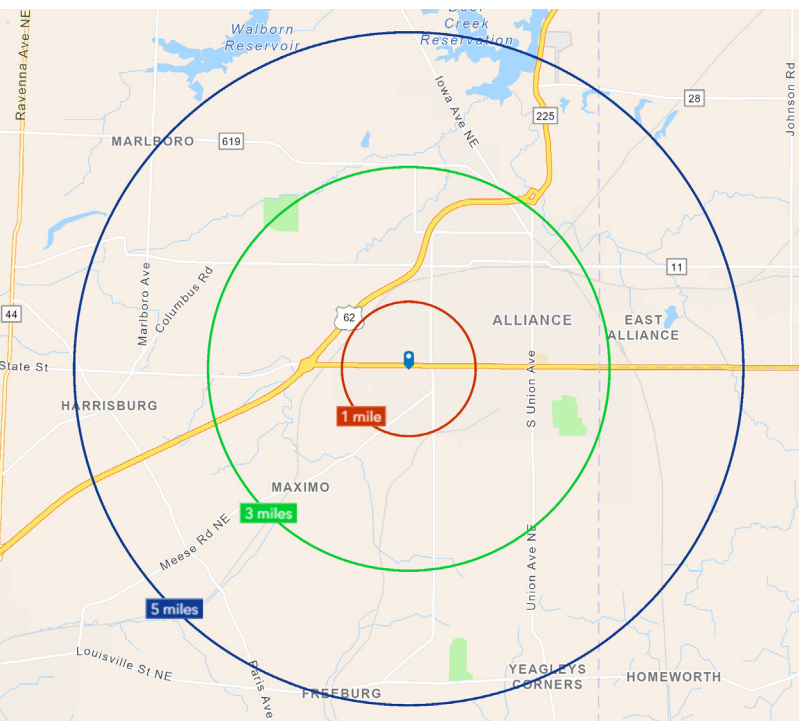 Ravenna Ave NE
Walborn
Reservoir
Deer
Creek
Reservation
Iowa Ave NE
28
Johnson Rd
225
MARLBORO
619
11
Marlboro Ave
Columbus Rd
44
62
ALLIANCE
EAST
ALLIANCE
State St
S Union Ave
HARRISBURG
1 mile
MAXIMO
3 miles
Meese Rd NE
Union Ave NE
5 miles
Louisville St NE
Paris Ave
FREEBURG
YEAGLEYS
CORNERS
HOMEWORTH